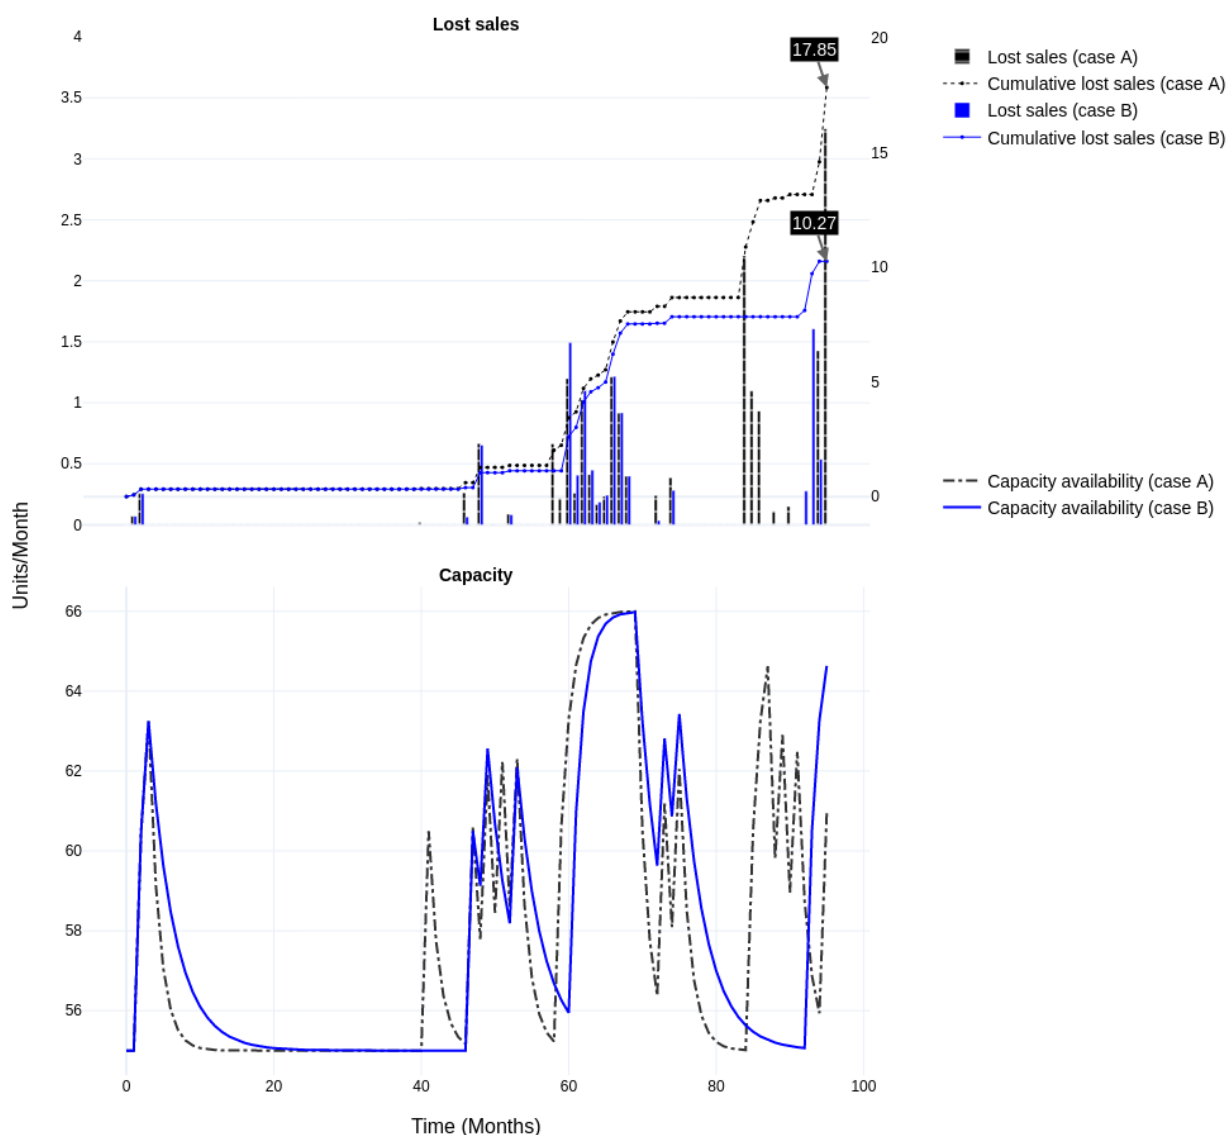 Lost sales
4
3.5
3
2.5
2
1.5
1
0.5
0
20
15
10
5
0
17.85
10.27
Lost sales (case A)
Cumulative lost sales (case A)
Lost sales (case B)
Cumulative lost sales (case B)
Capacity availability (case A)
Capacity availability (case B)
Units/Month
Capacity
66
64
62
60
58
56
0
20
40
60
80
100
Time (Months)